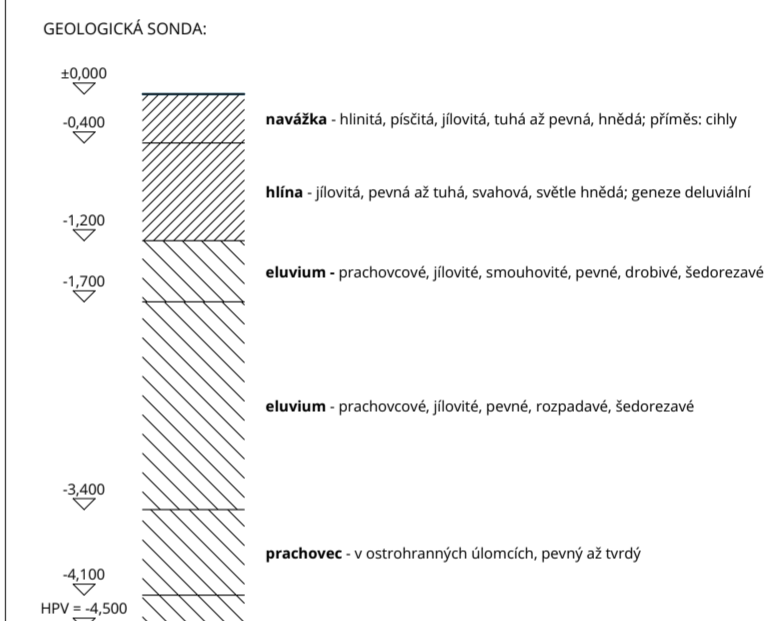 GEOLOGICKÁ SONDA:
±0,000
-0,400
navážka - hlinitá, písčitá, jílovitá, tuhá až pevná, hnědá; příměs: cihly
hlína - jílovitá, pevná až tuhá, svahová, světle hnědá; geneze deluviální
-1,200
eluvium - prachovcové, jílovité, smouhovité, pevné, drobivé, šedorezavé
-1,700
eluvium - prachovcové, jílovité, pevné, rozpadavé, šedorezavé
-3,400
prachovec - v ostrohranných úlomcích, pevný až tvrdý
-4,100
HPV = -4,500